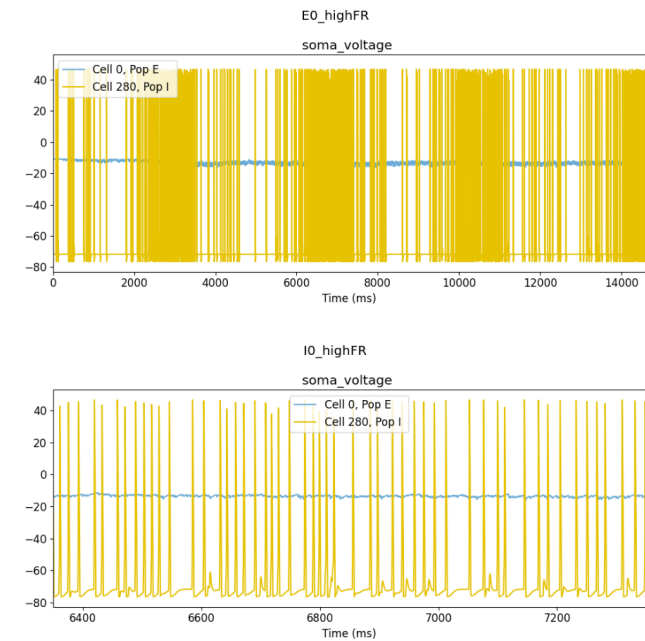 E0_highFR
soma_voltage
Cell 0, Pop E
Cell 280, Pop I
40
20
0
−20
−40
−60
−80
0 2000 4000 6000 8000 10000 12000 14000
Time (ms)
I0_highFR
soma_voltage
Cell 0, Pop E
Cell 280, Pop I
40
20
0
−20
−40
−60
−80
6400 6600 6800 7000 7200
Time (ms)